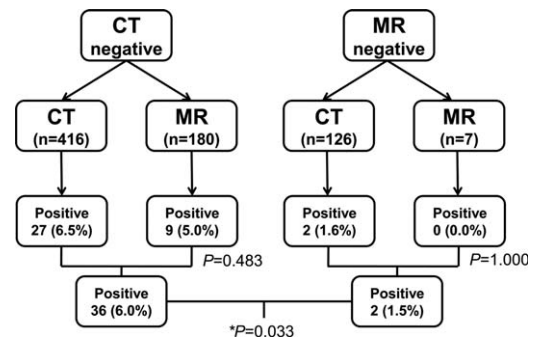 CT
negative
MR
negative
CT
(n=416)
MR
(n=180)
CT
(n=126)
MR
(n=7)
Positive
27 (6.5%)
Positive
9 (5.0%)
Positive
2 (1.6%)
Positive
0 (0.0%)
P=0.483
P=1.000
Positive
36 (6.0%)
Positive
2 (1.5%)
*P=0.033